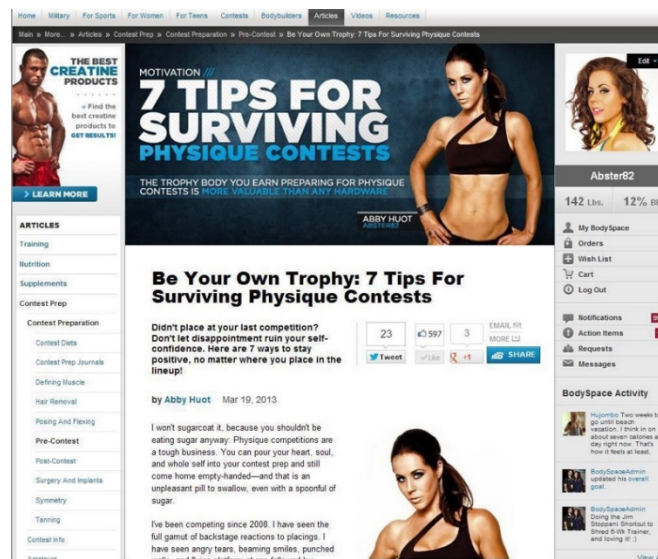 Home Military For Sports For Women For Teens Contests Bodybuilders Articles Videos Resources
Main » More... » Articles » Contest Prep » Contest Preparation » Pre-Contest » Be Your Own Trophy: 7 Tips For Surviving Physique Contests
THE BEST
CREATINE
PRODUCTS
» Find the
best creatine
products to
GET RESULTS!
> LEARN MORE
ARTICLES
Training
Nutrition
Supplements
Contest Prep
Contest Preparation
Contest Diets
Contest Prep Journals
Defining Muscle
Hair Removal
Posing And Flexing
Pre-Contest
Post-Contest
Surgery And Implants
Symmetry
Tanning
Contest Info
MOTIVATION ///
7 TIPS FOR
SURVIVING
PHYSIQUE CONTESTS
THE TROPHY BODY YOU EARN PREPARING FOR PHYSIQUE
CONTESTS IS MORE VALUABLE THAN ANY HARDWARE
ABBY HUOT
ABSTER82
Be Your Own Trophy: 7 Tips For
Surviving Physique Contests
Didn't place at your last competition?
Don't let disappointment ruin your self-
confidence. Here are 7 ways to stay
positive, no matter where you place in the
lineup!
23 597 3 EMAIL
MORE
Tweet Like +1 SHARE
by Abby Huot Mar 19, 2013
I won't sugarcoat it, because you shouldn't be
eating sugar anyway: Physique competitions are
a tough business. You can pour your heart, soul,
and whole self into your contest prep and still
come home empty-handed—and that is an
unpleasant pill to swallow, even with a spoonful of
sugar.
I've been competing since 2008. I have seen the
full gamut of backstage reactions to placings. I
have seen angry tears, beaming smiles, punched
Edit
Abster82
142 Lbs. 12%
My BodySpace
Orders
Wish List
Cart
Log Out
Notifications
Action Items
Requests
Messages
BodySpace Activity
Hujombo Two weeks
go until beach
vacation. I think in on
about seven calories a
day right now. That's
how it feels at least.
BodySpaceAdmin
updated his overall
goal.
BodySpaceAdmin
Doing the Jim
Stoppani Shortcut to
Shred 6-Wk Trainer,
and loving it! :)
View